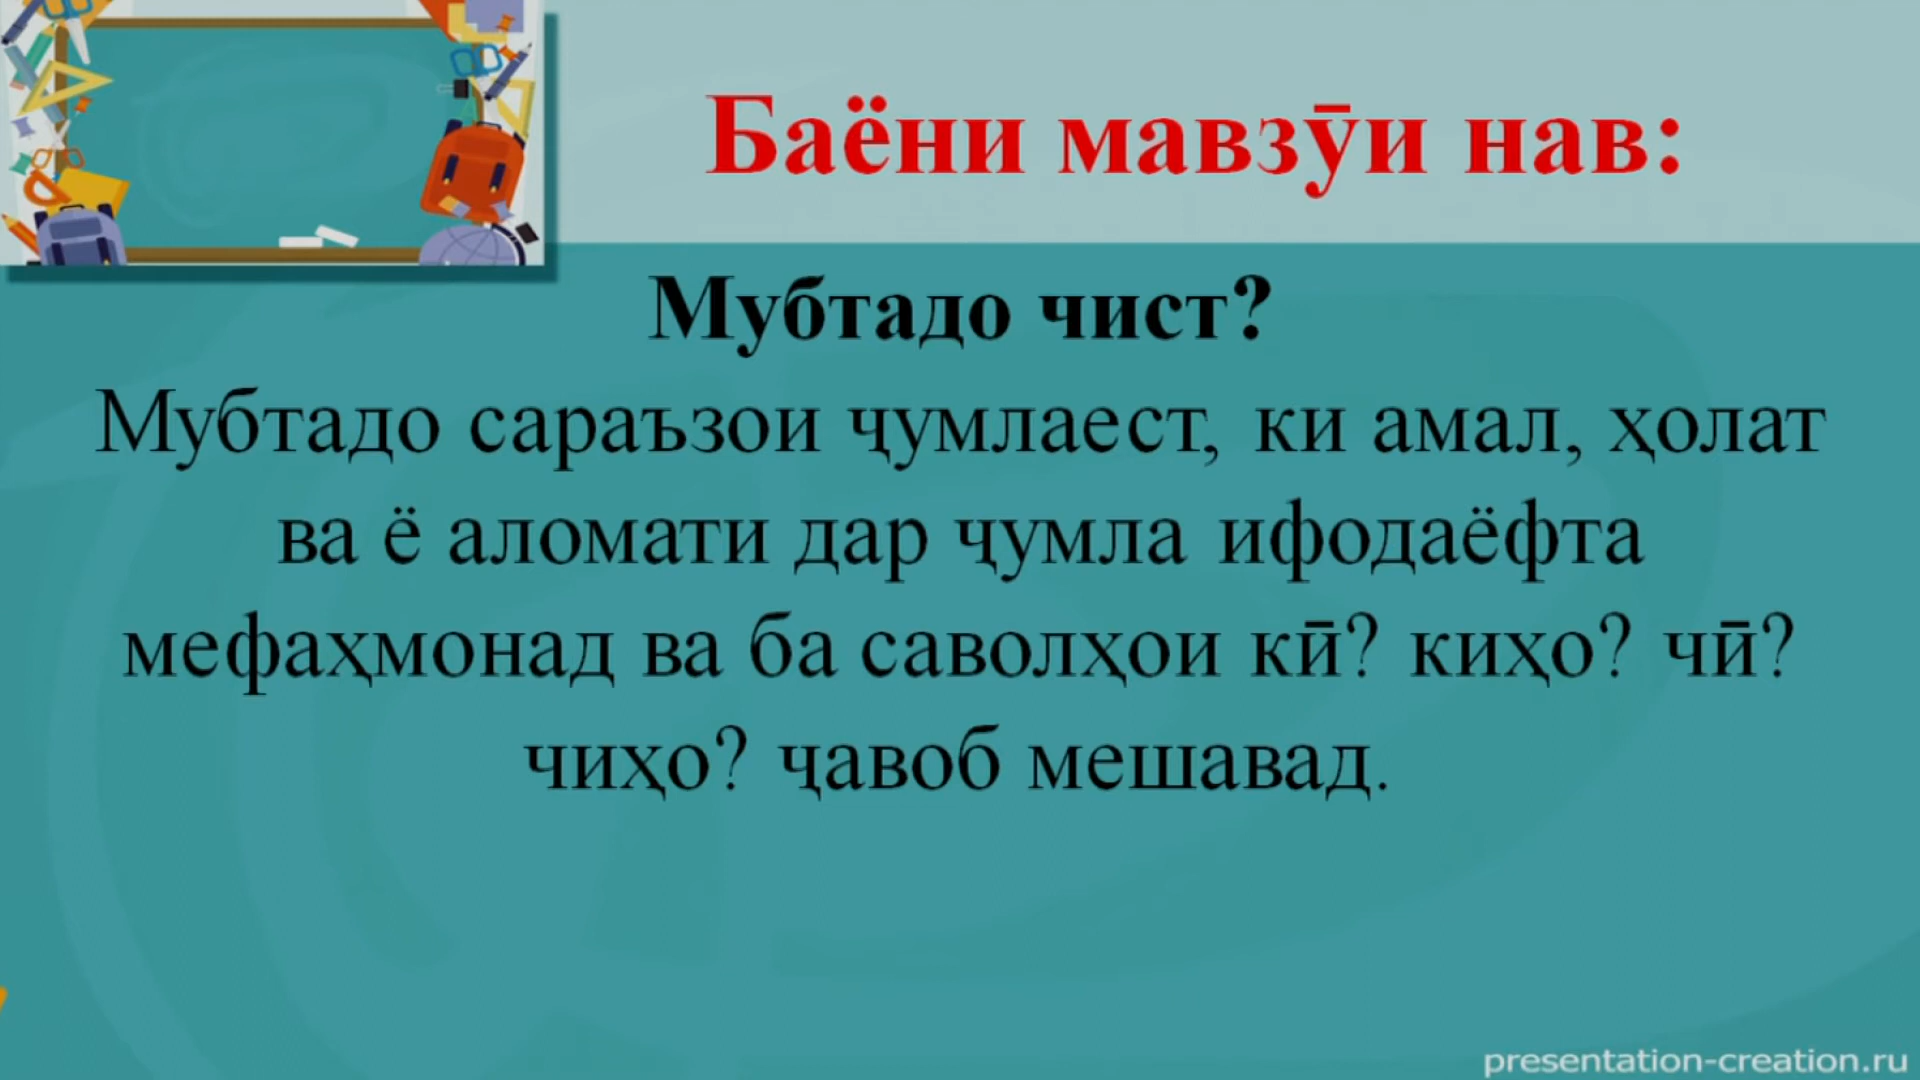 Баёни мавзӯи нав:
Мубтадо чист?
Мубтадо сараъзои ҷумлаест, ки амал, ҳолат
ва ё аломати дар ҷумла ифодаёфта
мефаҳмонад ва ба саволҳои кӣ? киҳо? чӣ?
чиҳо? ҷавоб мешавад.
presentation-creation.ru